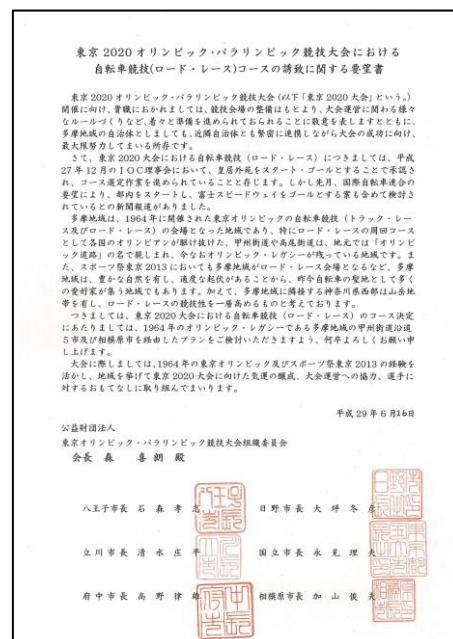 東京 2020 オリンピック・パラリンピック競技大会における
自転車競技(ロード・レース)コースの誘致に関する要望書
東京 2020 オリンピック・パラリンピック競技大会(以下「東京 2020 大会」という。)
開催に向け、貴職におかれましては、競技会場の整備はもとより、大会運営に関わる様々
なルールづくりなど、着々と準備を進めておられることに敬意を表しますとともに、
多摩地域の自治体としましても、近隣自治体とも緊密に連携しながら大会の成功に向け、
最大限努力してまいる所存です。
さて、東京 2020 大会における自転車競技(ロード・レース)につきましては、平成
27 年 12 月のIOC理事会において、皇居外苑をスタート・ゴールとすることで承認さ
れ、コース選定作業を進められていることと存じます。しかし先月、国際自転車連合の
要望により、都内をスタートし、富士スピードウェイをゴールとする案も含めて検討さ
れているとの新聞報道がありました。
多摩地域は、1964年に開催された東京オリンピックの自転車競技(トラック・レー
ス及びロード・レース)の会場となった地域であり、特にロード・レースの周回コース
として各国のオリンピアンが駆け抜けた、甲州街道や高尾街道は、地元では「オリンピ
ック道路」の名で親しまれ、今なおオリンピック・レガシーが残っている地域です。ま
た、スポーツ祭東京 2013 においても多摩地域がロード・レース会場となるなど、多摩
地域は、豊かな自然を有し、適度な起伏があることから、昨今自転車の聖地として多く
の愛好家が集う地域でもあります。加えて、多摩地域に隣接する神奈川県西部は山岳地
帯を有し、ロード・レースの競技性を一層高めるものと考えております。
つきましては、東京 2020 大会における自転車競技(ロード・レース)のコース決定
にあたりましては、1964年のオリンピック・レガシーである多摩地域の甲州街道沿道
5市及び相模原市を経由したプランをご検討いただきますよう、何卒よろしくお願い申
し上げます。
大会に際しましては、1964年の東京オリンピック及びスポーツ祭東京 2013 の経験を
活かし、地域を挙げて東京 2020 大会に向けた気運の醸成、大会運営への協力、選手に
対するおもてなしに取り組んでまいります。
平成 29 年 6月26日
公益財団法人
東京オリンピック・パラリンピック競技大会組織委員会
会長 森 喜 朗 殿
八王子市長 石 森 孝 志 日野市長 大 坪 冬 彦
立川市長 清 水 庄 平 国立市長 永 見 理 夫
府中市長 高 野 律 雄 相模原市長 加 山 俊 夫